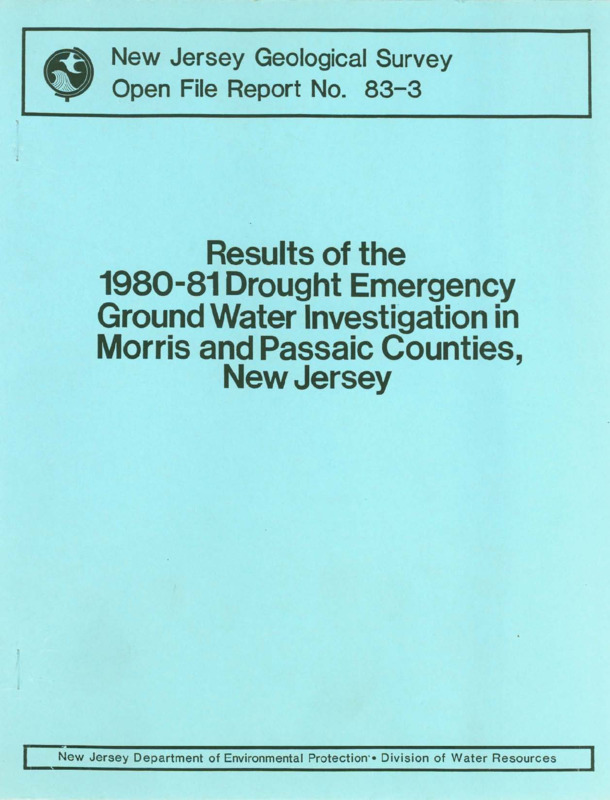 New Jersey Geological Survey
Open File Report No. 83-3
Results of the
1980-81 Drought Emergency
Ground Water Investigation in
Morris and Passaic Counties,
New Jersey
New Jersey Department of Environmental Protection • Division of Water Resources